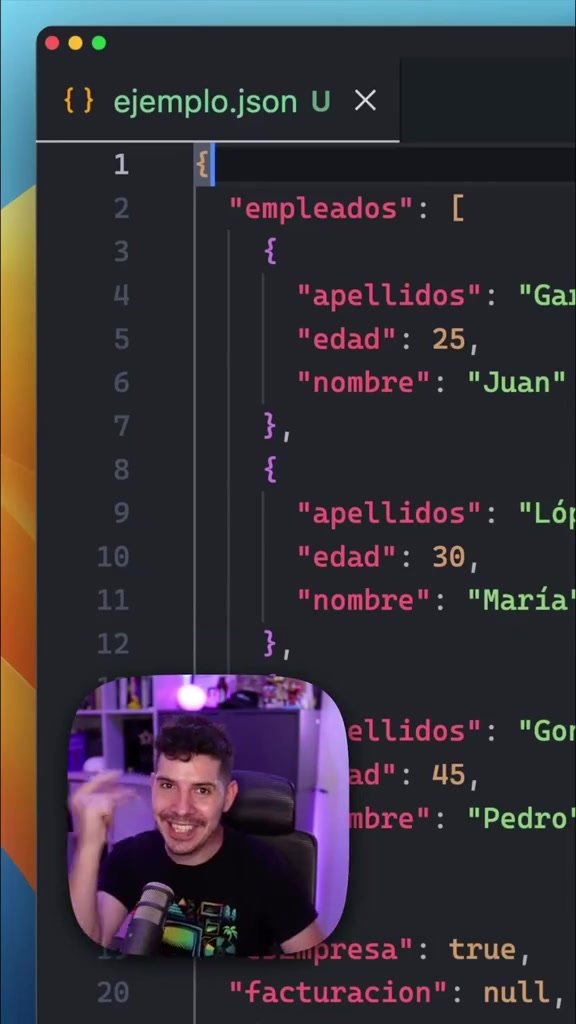 { } ejemplo.json U
1 {
2 "empleados": [
3 {
4 "apellidos": "Gar
5 "edad": 25,
6 "nombre": "Juan"
7 },
8 {
9 "apellidos": "Lóp
10 "edad": 30,
11 "nombre": "María"
12 },
ellidos": "Gon
ad": 45,
mbre": "Pedro"
mpresa": true,
20 "facturacion": null,